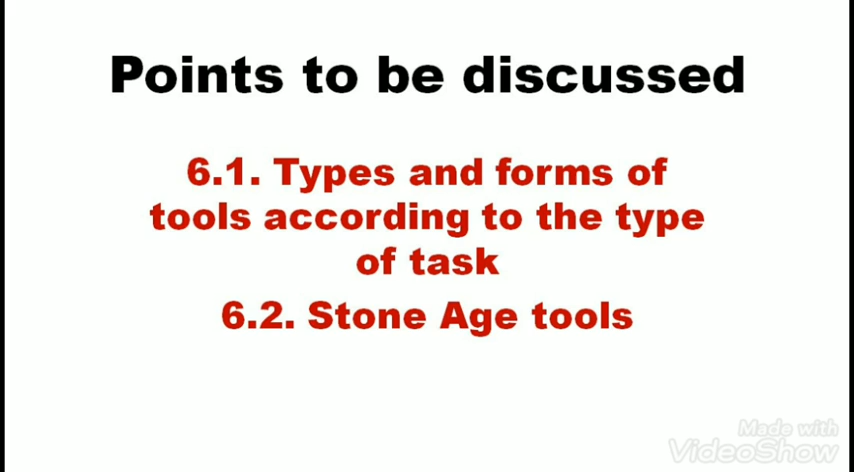 Points to be discussed
6.1. Types and forms of
tools according to the type
of task
6.2. Stone Age tools
Made with
VideoShow